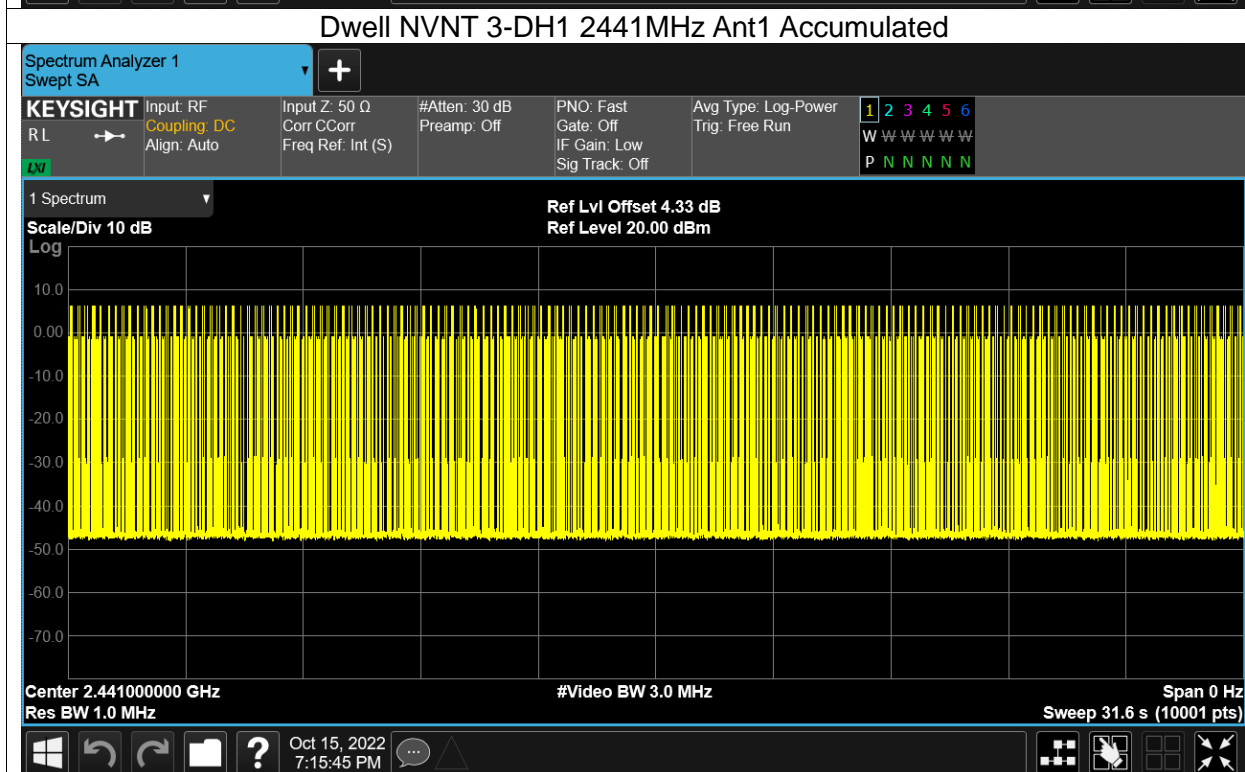 Dwell NVNT 3-DH1 2441MHz Ant1 Accumulated
Spectrum Analyzer 1
Swept SA
KEYSIGHT
RL
LXI
Input: RF
Coupling: DC
Align: Auto
Input Z: 50 Ω
Corr CCorr
Freq Ref: Int (S)
#Atten: 30 dB
Preamp: Off
PNO: Fast
Gate: Off
IF Gain: Low
Sig Track: Off
Avg Type: Log-Power
Trig: Free Run
1 2 3 4 5 6
W W W W W W
P N N N N N
1 Spectrum
Scale/Div 10 dB
Ref Lvl Offset 4.33 dB
Ref Level 20.00 dBm
Log
10.0
0.00
-10.0
-20.0
-30.0
-40.0
-50.0
-60.0
-70.0
Center 2.441000000 GHz
Res BW 1.0 MHz
#Video BW 3.0 MHz
Span 0 Hz
Sweep 31.6 s (10001 pts)
?
Oct 15, 2022
7:15:45 PM